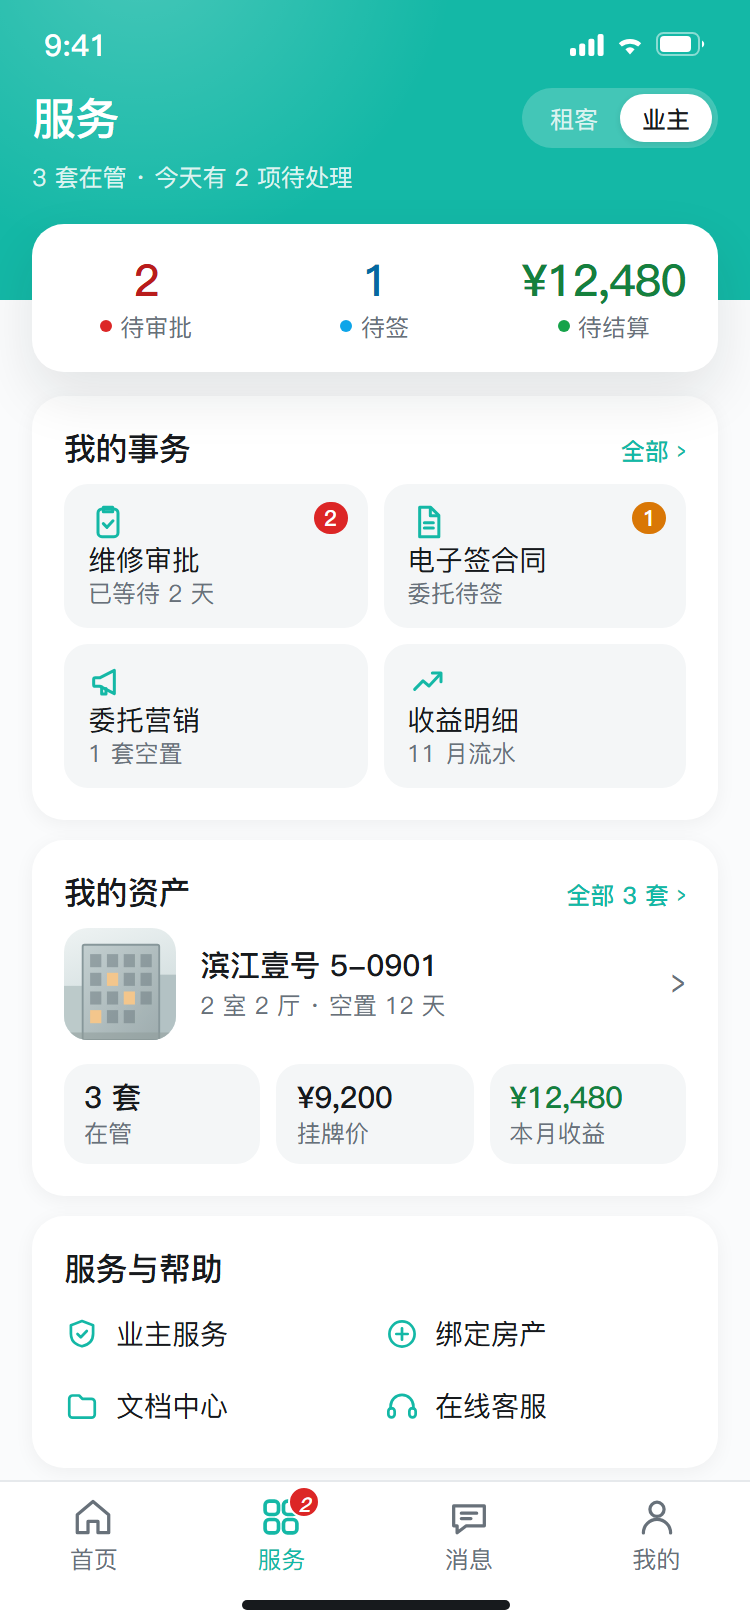 9:41
服务
租客
业主
3 套在管 · 今天有 2 项待处理
2
1
¥12,480
待审批
待签
待结算
我的事务
全部 ›
2
1
维修审批
电子签合同
已等待 2 天
委托待签
委托营销
收益明细
1 套空置
11 月流水
我的资产
全部 3 套 ›
滨江壹号 5-0901
2 室 2 厅 · 空置 12 天
3 套
¥9,200
¥12,480
在管
挂牌价
本月收益
服务与帮助
业主服务
绑定房产
文档中心
在线客服
2
首页
服务
消息
我的